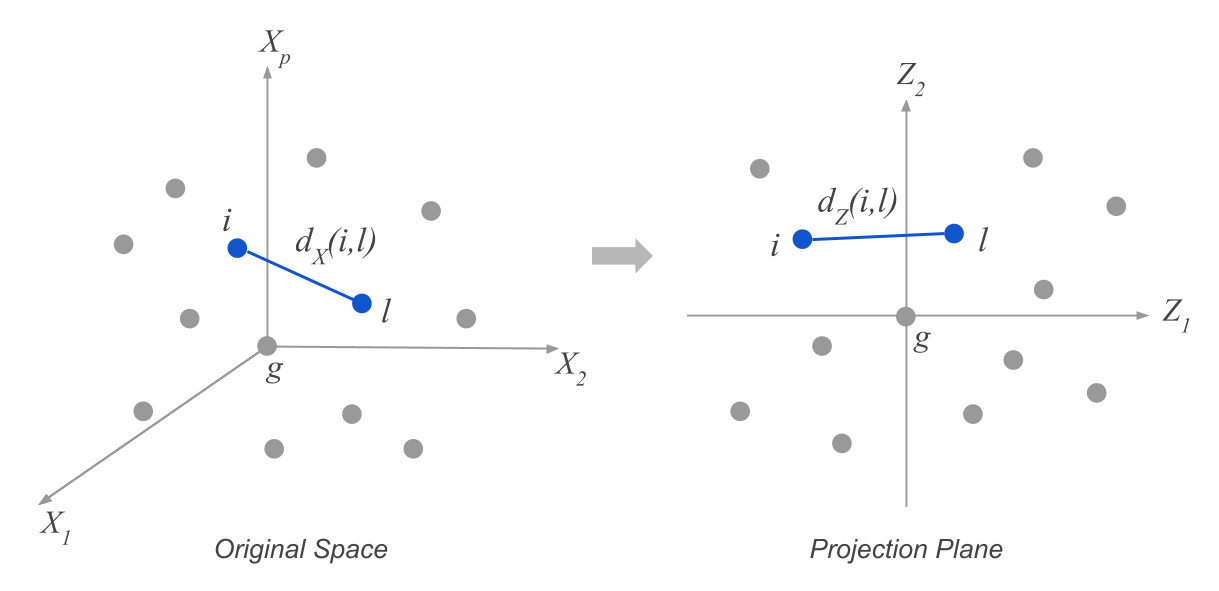 X_p
i
d_X(i,l)
l
g
X_2
X_1
Original Space
Z_2
d_Z(i,l)
i
l
Z_1
g
Projection Plane